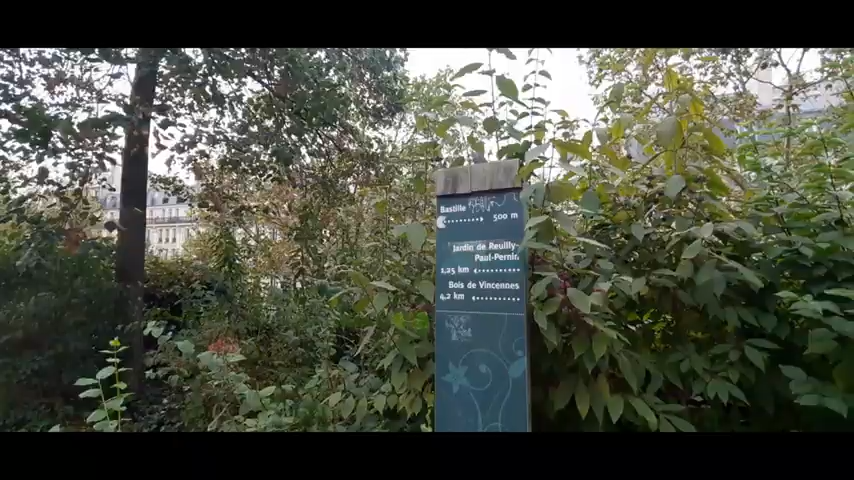 Bastille
500 m
Jardin de Reuilly
Paul-Pernin
1,25 km
Bois de Vincennes
4,2 km